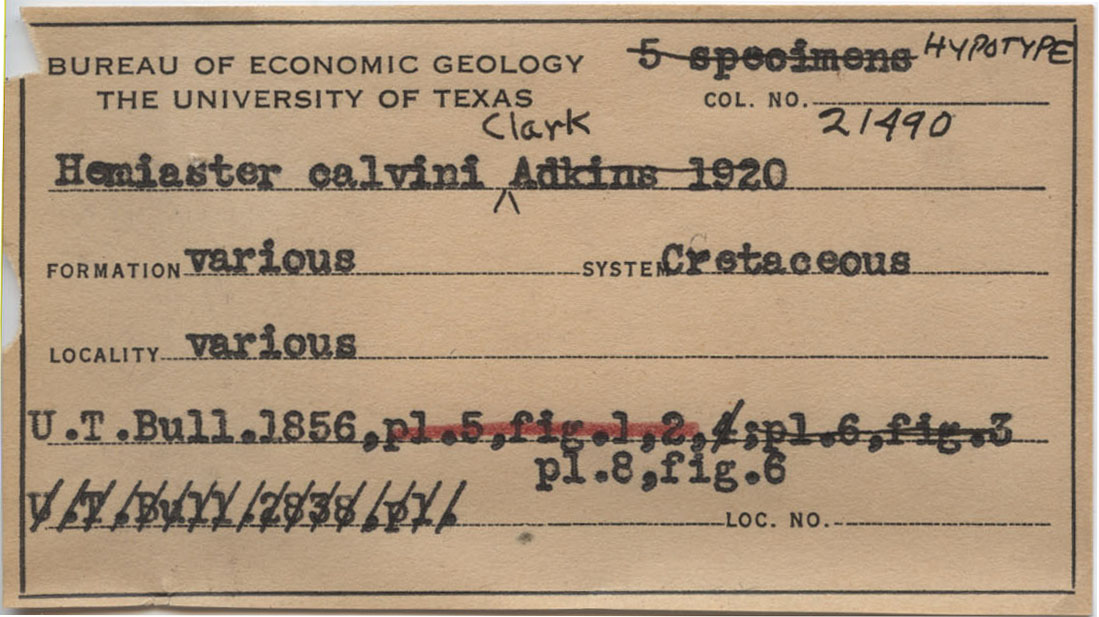 5 specimens HYPOTYPE
BUREAU OF ECONOMIC GEOLOGY
THE UNIVERSITY OF TEXAS COL. NO. 21490
Clark
Hemiaster calvini ^ Adkins 1920
FORMATION various SYSTEM Cretaceous
LOCALITY various
U.T.Bull.1856,pl.5,fig.1,2,4;pl.6,fig.3
pl.8,fig.6
U.T.Bull.2838,pl. LOC. NO.